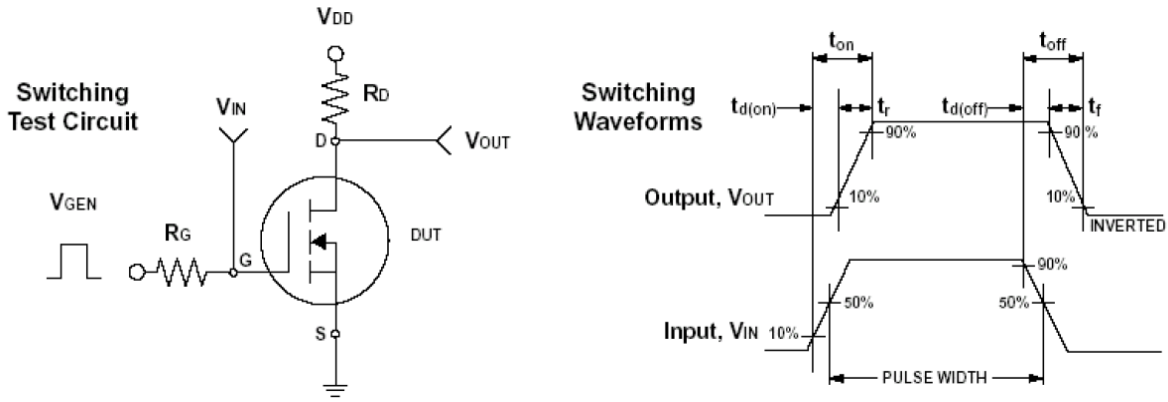 Switching
Test Circuit
VDD
RD
VIN
D
VOUT
VGEN
RG
G
DUT
S
Switching
Waveforms
ton
toff
td(on)
tr
td(off)
tf
90%
90%
Output, VOUT
10%
10%
INVERTED
90%
50%
50%
Input, VIN
10%
PULSE WIDTH